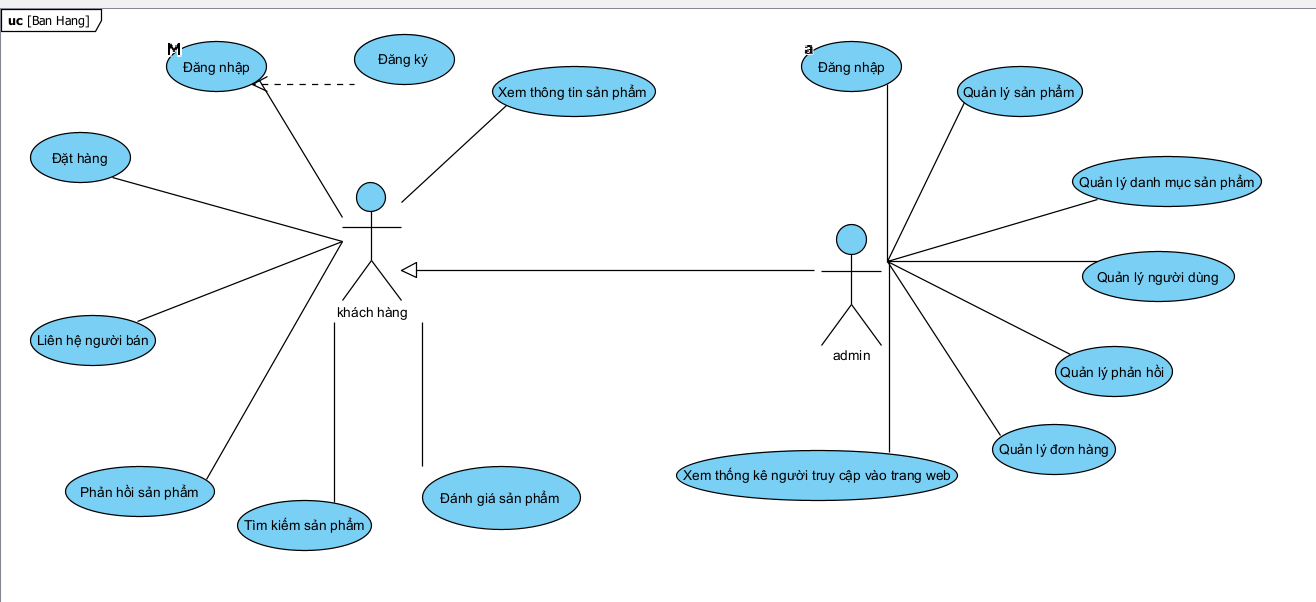 uc [Ban Hang]
M
Đăng nhập
Đăng ký
Xem thông tin sản phẩm
a
Đăng nhập
Quản lý sản phẩm
Đặt hàng
Quản lý danh mục sản phẩm
Quản lý người dùng
khách hàng
Liên hệ người bán
admin
Quản lý phản hồi
Quản lý đơn hàng
Xem thống kê người truy cập vào trang web
Phản hồi sản phẩm
Đánh giá sản phẩm
Tìm kiếm sản phẩm